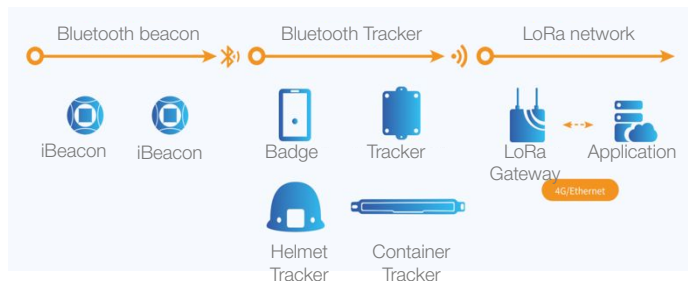 Bluetooth beacon
Bluetooth Tracker
LoRa network
iBeacon
iBeacon
Badge
Tracker
LoRa
Gateway
Application
4G/Ethernet
Helmet
Tracker
Container
Tracker